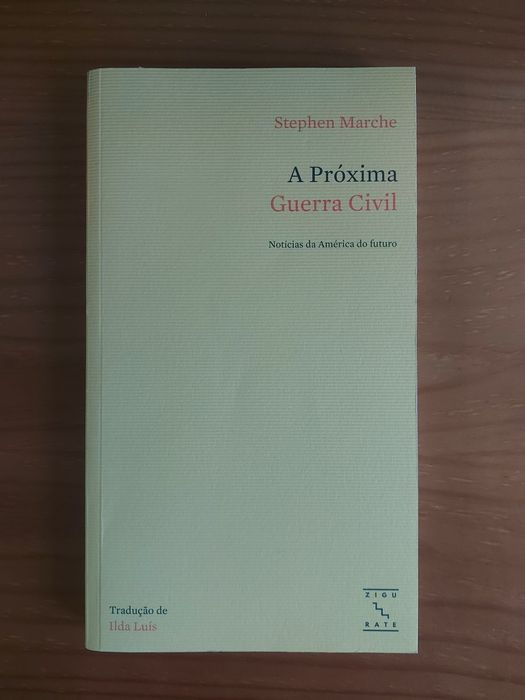 Stephen Marche
A Próxima
Guerra Civil
Notícias da América do futuro
Tradução de
Ilda Luís
ZIGU
RATE